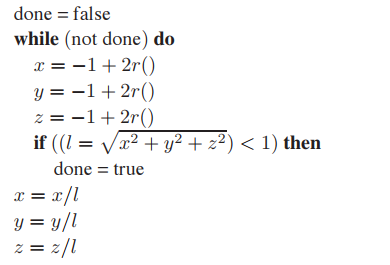 done = false
while (not done) do
x = −1 + 2r()
y = −1 + 2r()
z = −1 + 2r()
if ((l = √x² + y² + z²) < 1) then
done = true
x = x/l
y = y/l
z = z/l